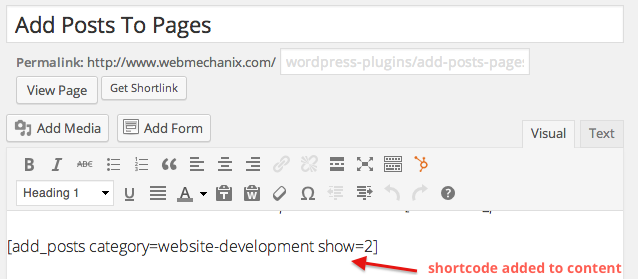 Add Posts To Pages
Permalink: http://www.webmechanix.com/ wordpress-plugins/add-posts-pages
View Page Get Shortlink
Add Media Add Form Visual Text
B I ABC
Heading 1 U A T W Ω ?
[add_posts category=website-development show=2]
shortcode added to content